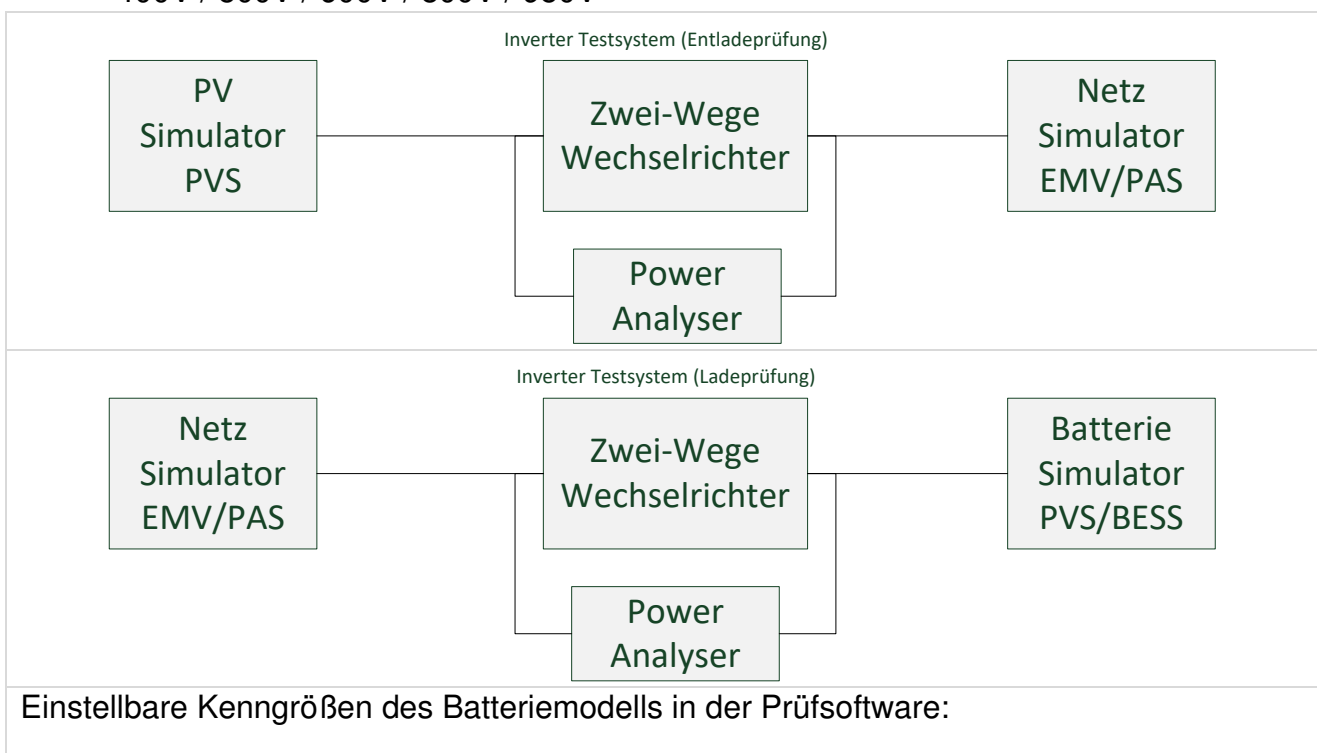 Inverter Testsystem (Entladeprüfung)
PV
Simulator
PVS
Zwei-Wege
Wechselrichter
Netz
Simulator
EMV/PAS
Power
Analyser
Inverter Testsystem (Ladeprüfung)
Netz
Simulator
EMV/PAS
Zwei-Wege
Wechselrichter
Batterie
Simulator
PVS/BESS
Power
Analyser
Einstellbare Kenngrößen des Batteriemodells in der Prüfsoftware: